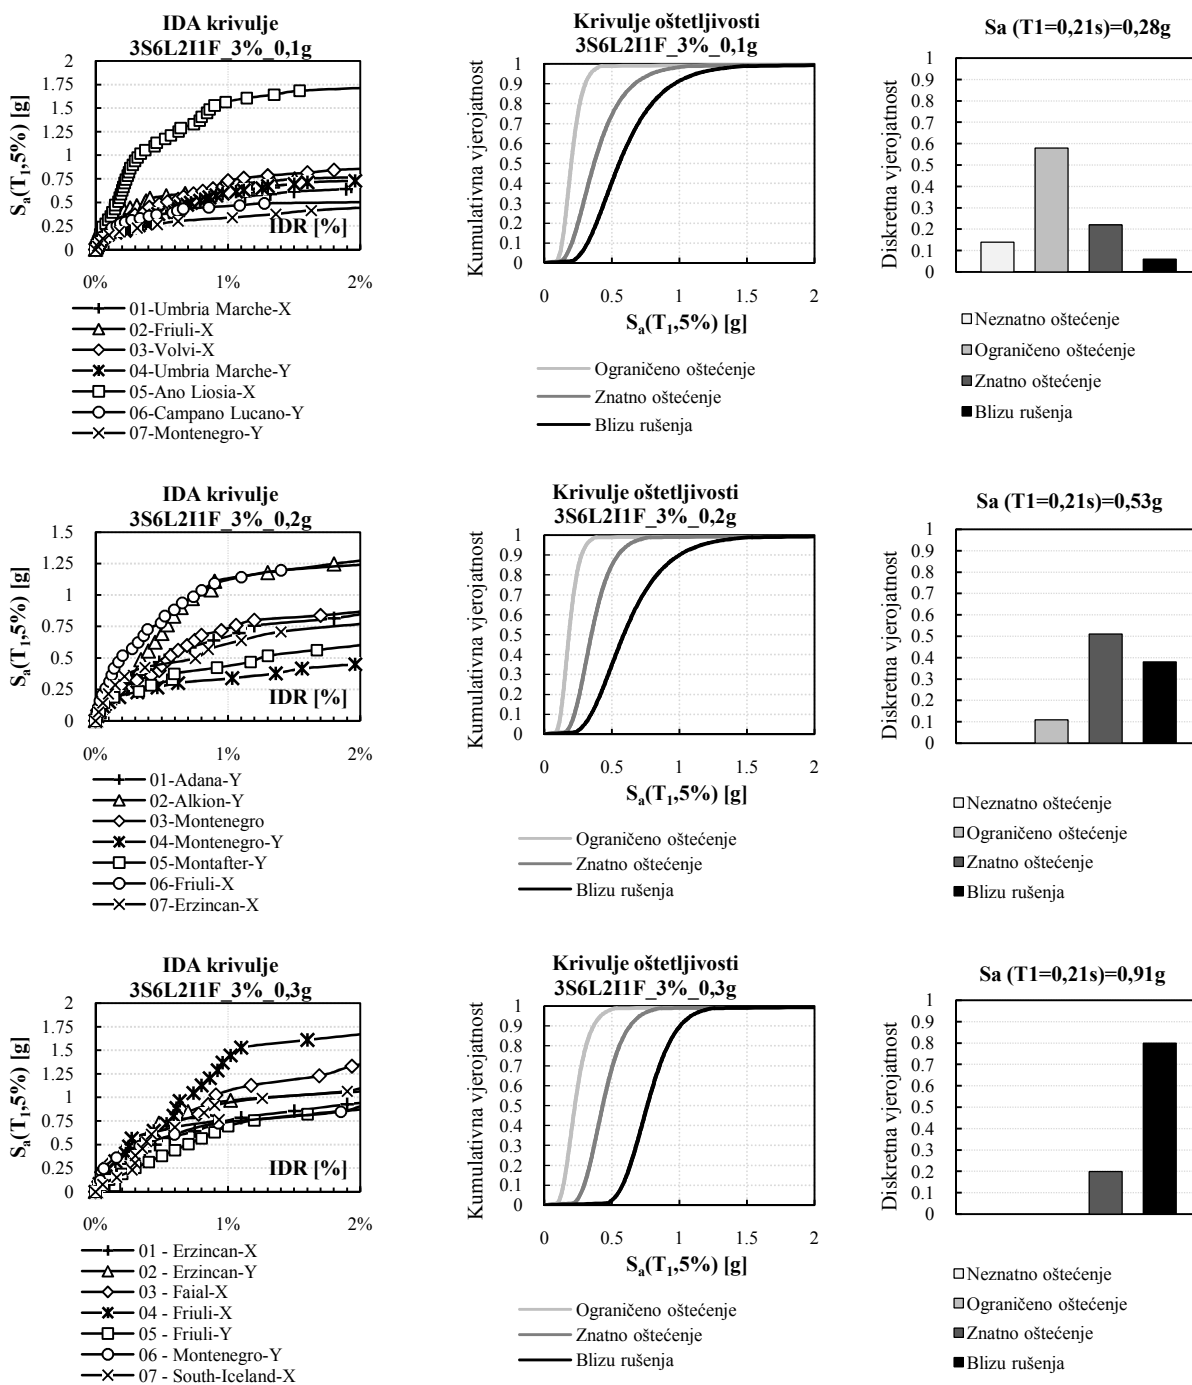 IDA krivulje
3S6L2I1F_3%_0,1g
Sa(T1,5%) [g]
2
1.75
1.5
1.25
1
0.75
0.5
0.25
0
IDR [%]
0% 1% 2%
01-Umbria Marche-X
02-Friuli-X
03-Volvi-X
04-Umbria Marche-Y
05-Ano Liosia-X
06-Campano Lucano-Y
07-Montenegro-Y
Krivulje oštetljivosti
3S6L2I1F_3%_0,1g
Kumulativna vjerojatnost
1
0.9
0.8
0.7
0.6
0.5
0.4
0.3
0.2
0.1
0
0 0.5 1 1.5 2
Sa(T1,5%) [g]
Ograničeno oštećenje
Znatno oštećenje
Blizu rušenja
Sa (T1=0,21s)=0,28g
Diskretna vjerojatnost
1
0.9
0.8
0.7
0.6
0.5
0.4
0.3
0.2
0.1
0
Neznatno oštećenje
Ograničeno oštećenje
Znatno oštećenje
Blizu rušenja
IDA krivulje
3S6L2I1F_3%_0,2g
Sa(T1,5%) [g]
1.5
1.25
1
0.75
0.5
0.25
0
IDR [%]
0% 1% 2%
01-Adana-Y
02-Alkion-Y
03-Montenegro
04-Montenegro-Y
05-Montafter-Y
06-Friuli-X
07-Erzincan-X
Krivulje oštetljivosti
3S6L2I1F_3%_0,2g
Kumulativna vjerojatnost
1
0.9
0.8
0.7
0.6
0.5
0.4
0.3
0.2
0.1
0
0 0.5 1 1.5 2
Sa(T1,5%) [g]
Ograničeno oštećenje
Znatno oštećenje
Blizu rušenja
Sa (T1=0,21s)=0,53g
Diskretna vjerojatnost
1
0.9
0.8
0.7
0.6
0.5
0.4
0.3
0.2
0.1
0
Neznatno oštećenje
Ograničeno oštećenje
Znatno oštećenje
Blizu rušenja
IDA krivulje
3S6L2I1F_3%_0,3g
Sa(T1,5%) [g]
2
1.75
1.5
1.25
1
0.75
0.5
0.25
0
IDR [%]
0% 1% 2%
01 - Erzincan-X
02 - Erzincan-Y
03 - Faial-X
04 - Friuli-X
05 - Friuli-Y
06 - Montenegro-Y
07 - South-Iceland-X
Krivulje oštetljivosti
3S6L2I1F_3%_0,3g
Kumulativna vjerojatnost
1
0.9
0.8
0.7
0.6
0.5
0.4
0.3
0.2
0.1
0
0 0.5 1 1.5 2
Sa(T1,5%) [g]
Ograničeno oštećenje
Znatno oštećenje
Blizu rušenja
Sa (T1=0,21s)=0,91g
Diskretna vjerojatnost
1
0.9
0.8
0.7
0.6
0.5
0.4
0.3
0.2
0.1
0
Neznatno oštećenje
Ograničeno oštećenje
Znatno oštećenje
Blizu rušenja